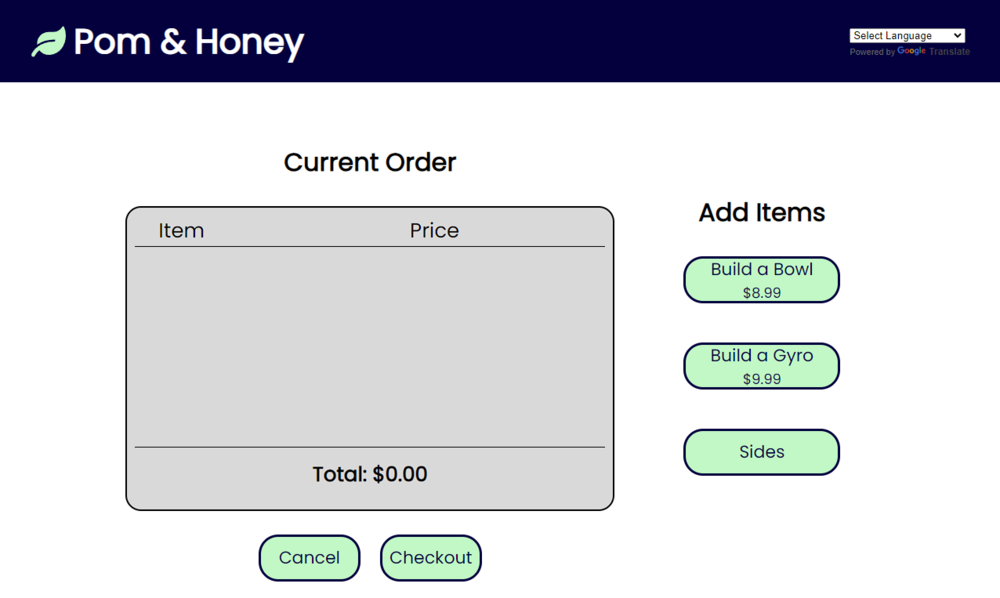 Pom & Honey
Select Language
Powered by Google Translate
Current Order
Item Price
Total: $0.00
Cancel Checkout
Add Items
Build a Bowl
$8.99
Build a Gyro
$9.99
Sides